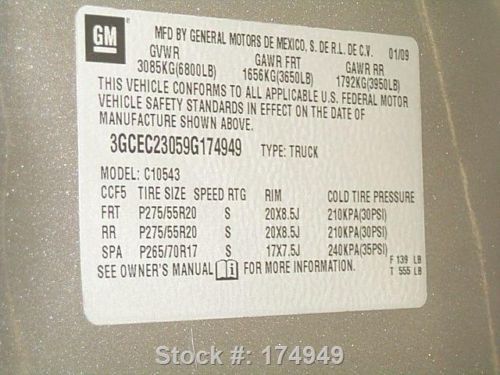 GM
MFD BY GENERAL MOTORS DE MEXICO, S. DE R.L. DE C.V. 01/09
GVWR GAWR FRT GAWR RR
3085KG(6800LB) 1656KG(3650LB) 1792KG(3950LB)
THIS VEHICLE CONFORMS TO ALL APPLICABLE U.S. FEDERAL MOTOR
VEHICLE SAFETY STANDARDS IN EFFECT ON THE DATE OF
MANUFACTURE SHOWN ABOVE.
3GCEC23059G174949 TYPE: TRUCK
MODEL: C10543
CCF5 TIRE SIZE SPEED RTG RIM COLD TIRE PRESSURE
FRT P275/55R20 S 20X8.5J 210KPA(30PSI)
RR P275/55R20 S 20X8.5J 210KPA(30PSI)
SPA P265/70R17 S 17X7.5J 240KPA(35PSI)
SEE OWNER'S MANUAL FOR MORE INFORMATION.
F 139 LB
T 555 LB
Stock #: 174949